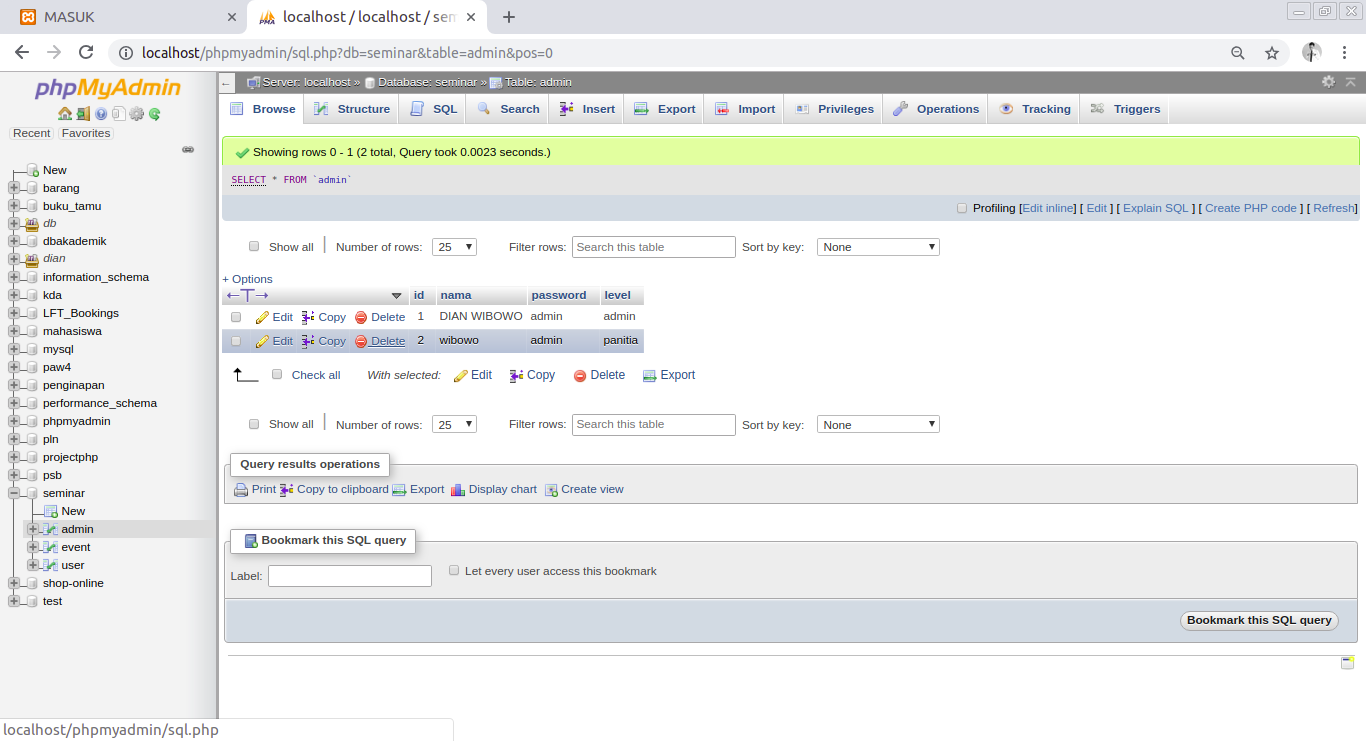 MASUK
localhost / localhost / sem
localhost/phpmyadmin/sql.php?db=seminar&table=admin&pos=0
phpMyAdmin
Recent Favorites
New
barang
buku_tamu
db
dbakademik
dian
information_schema
kda
LFT_Bookings
mahasiswa
mysql
paw4
penginapan
performance_schema
phpmyadmin
pln
projectphp
psb
seminar
New
admin
event
user
shop-online
test
Server: localhost » Database: seminar » Table: admin
Browse Structure SQL Search Insert Export Import Privileges Operations Tracking Triggers
Showing rows 0 - 1 (2 total, Query took 0.0023 seconds.)
SELECT * FROM `admin`
Profiling [Edit inline] [ Edit ] [ Explain SQL ] [ Create PHP code ] [ Refresh]
Show all | Number of rows: 25 Filter rows: Search this table Sort by key: None
+ Options
←T→ id nama password level
Edit Copy Delete 1 DIAN WIBOWO admin admin
Edit Copy Delete 2 wibowo admin panitia
Check all With selected: Edit Copy Delete Export
Show all | Number of rows: 25 Filter rows: Search this table Sort by key: None
Query results operations
Print Copy to clipboard Export Display chart Create view
Bookmark this SQL query
Label: Let every user access this bookmark
Bookmark this SQL query
localhost/phpmyadmin/sql.php